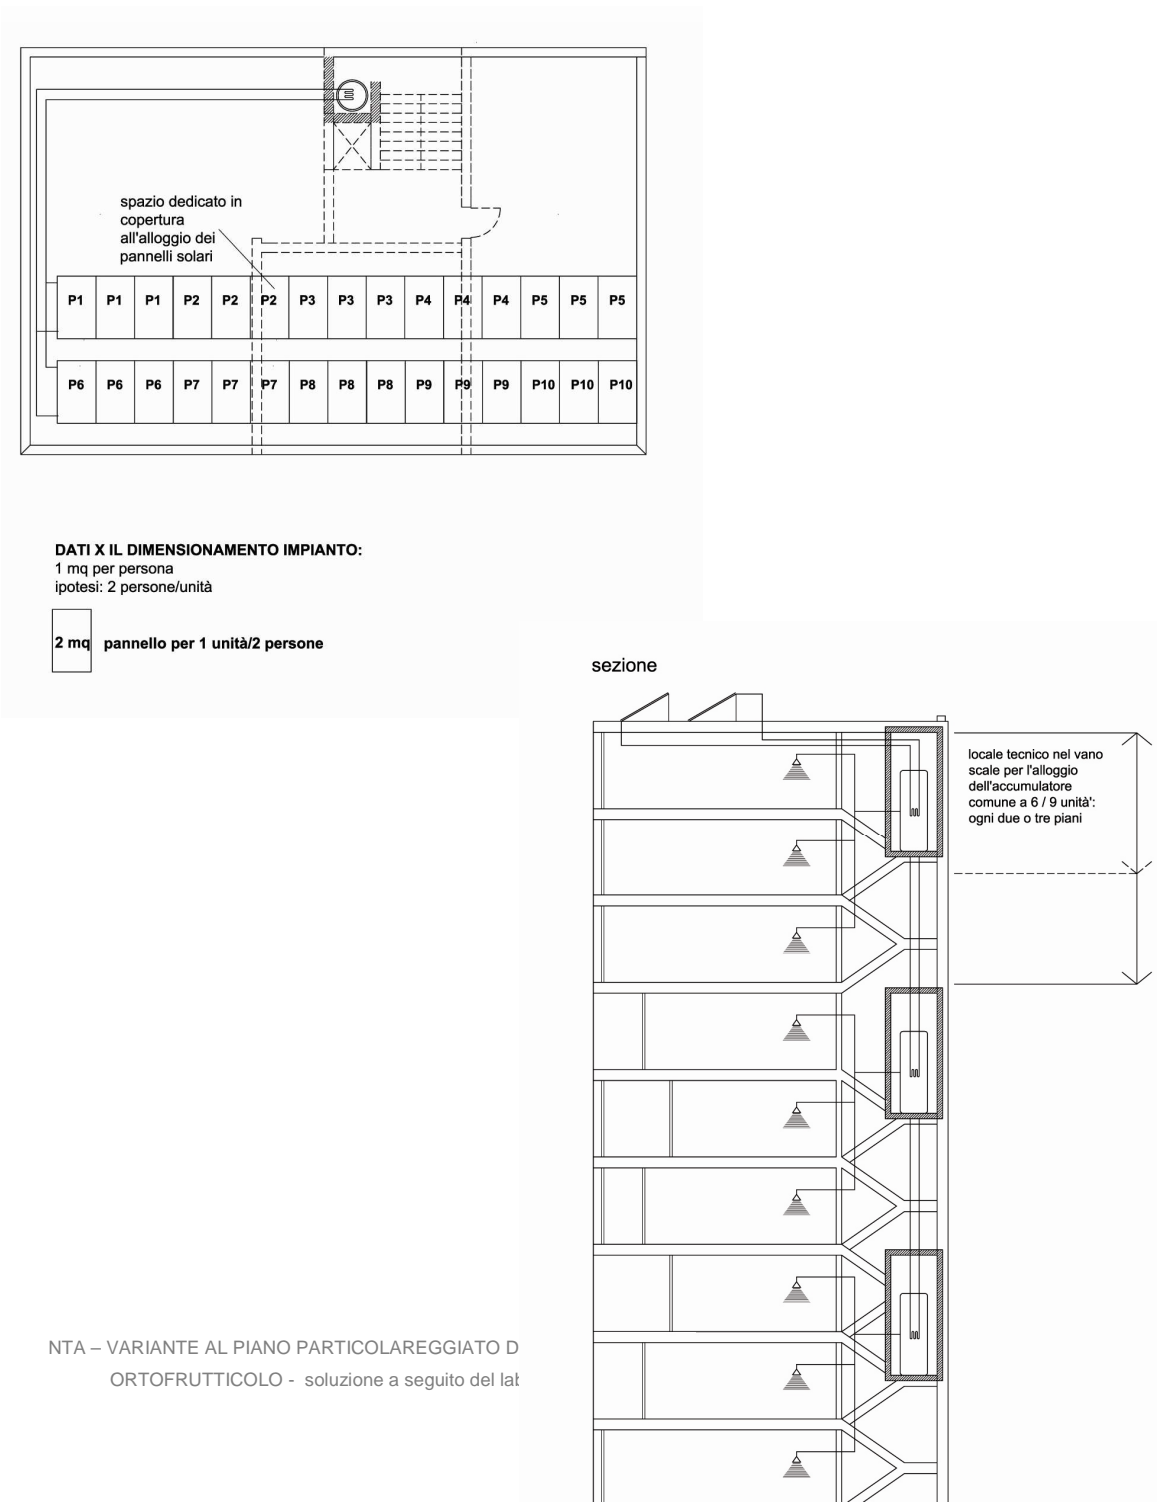 spazio dedicato in
copertura
all'alloggio dei
pannelli solari
P1 P1 P1 P2 P2 P2 P3 P3 P3 P4 P4 P4 P5 P5 P5
P6 P6 P6 P7 P7 P7 P8 P8 P8 P9 P9 P9 P10 P10 P10
DATI X IL DIMENSIONAMENTO IMPIANTO:
1 mq per persona
ipotesi: 2 persone/unità
2 mq pannello per 1 unità/2 persone
sezione
locale tecnico nel vano
scale per l'alloggio
dell'accumulatore
comune a 6 / 9 unità':
ogni due o tre piani
NTA – VARIANTE AL PIANO PARTICOLAREGGIATO D
ORTOFRUTTICOLO - soluzione a seguito del